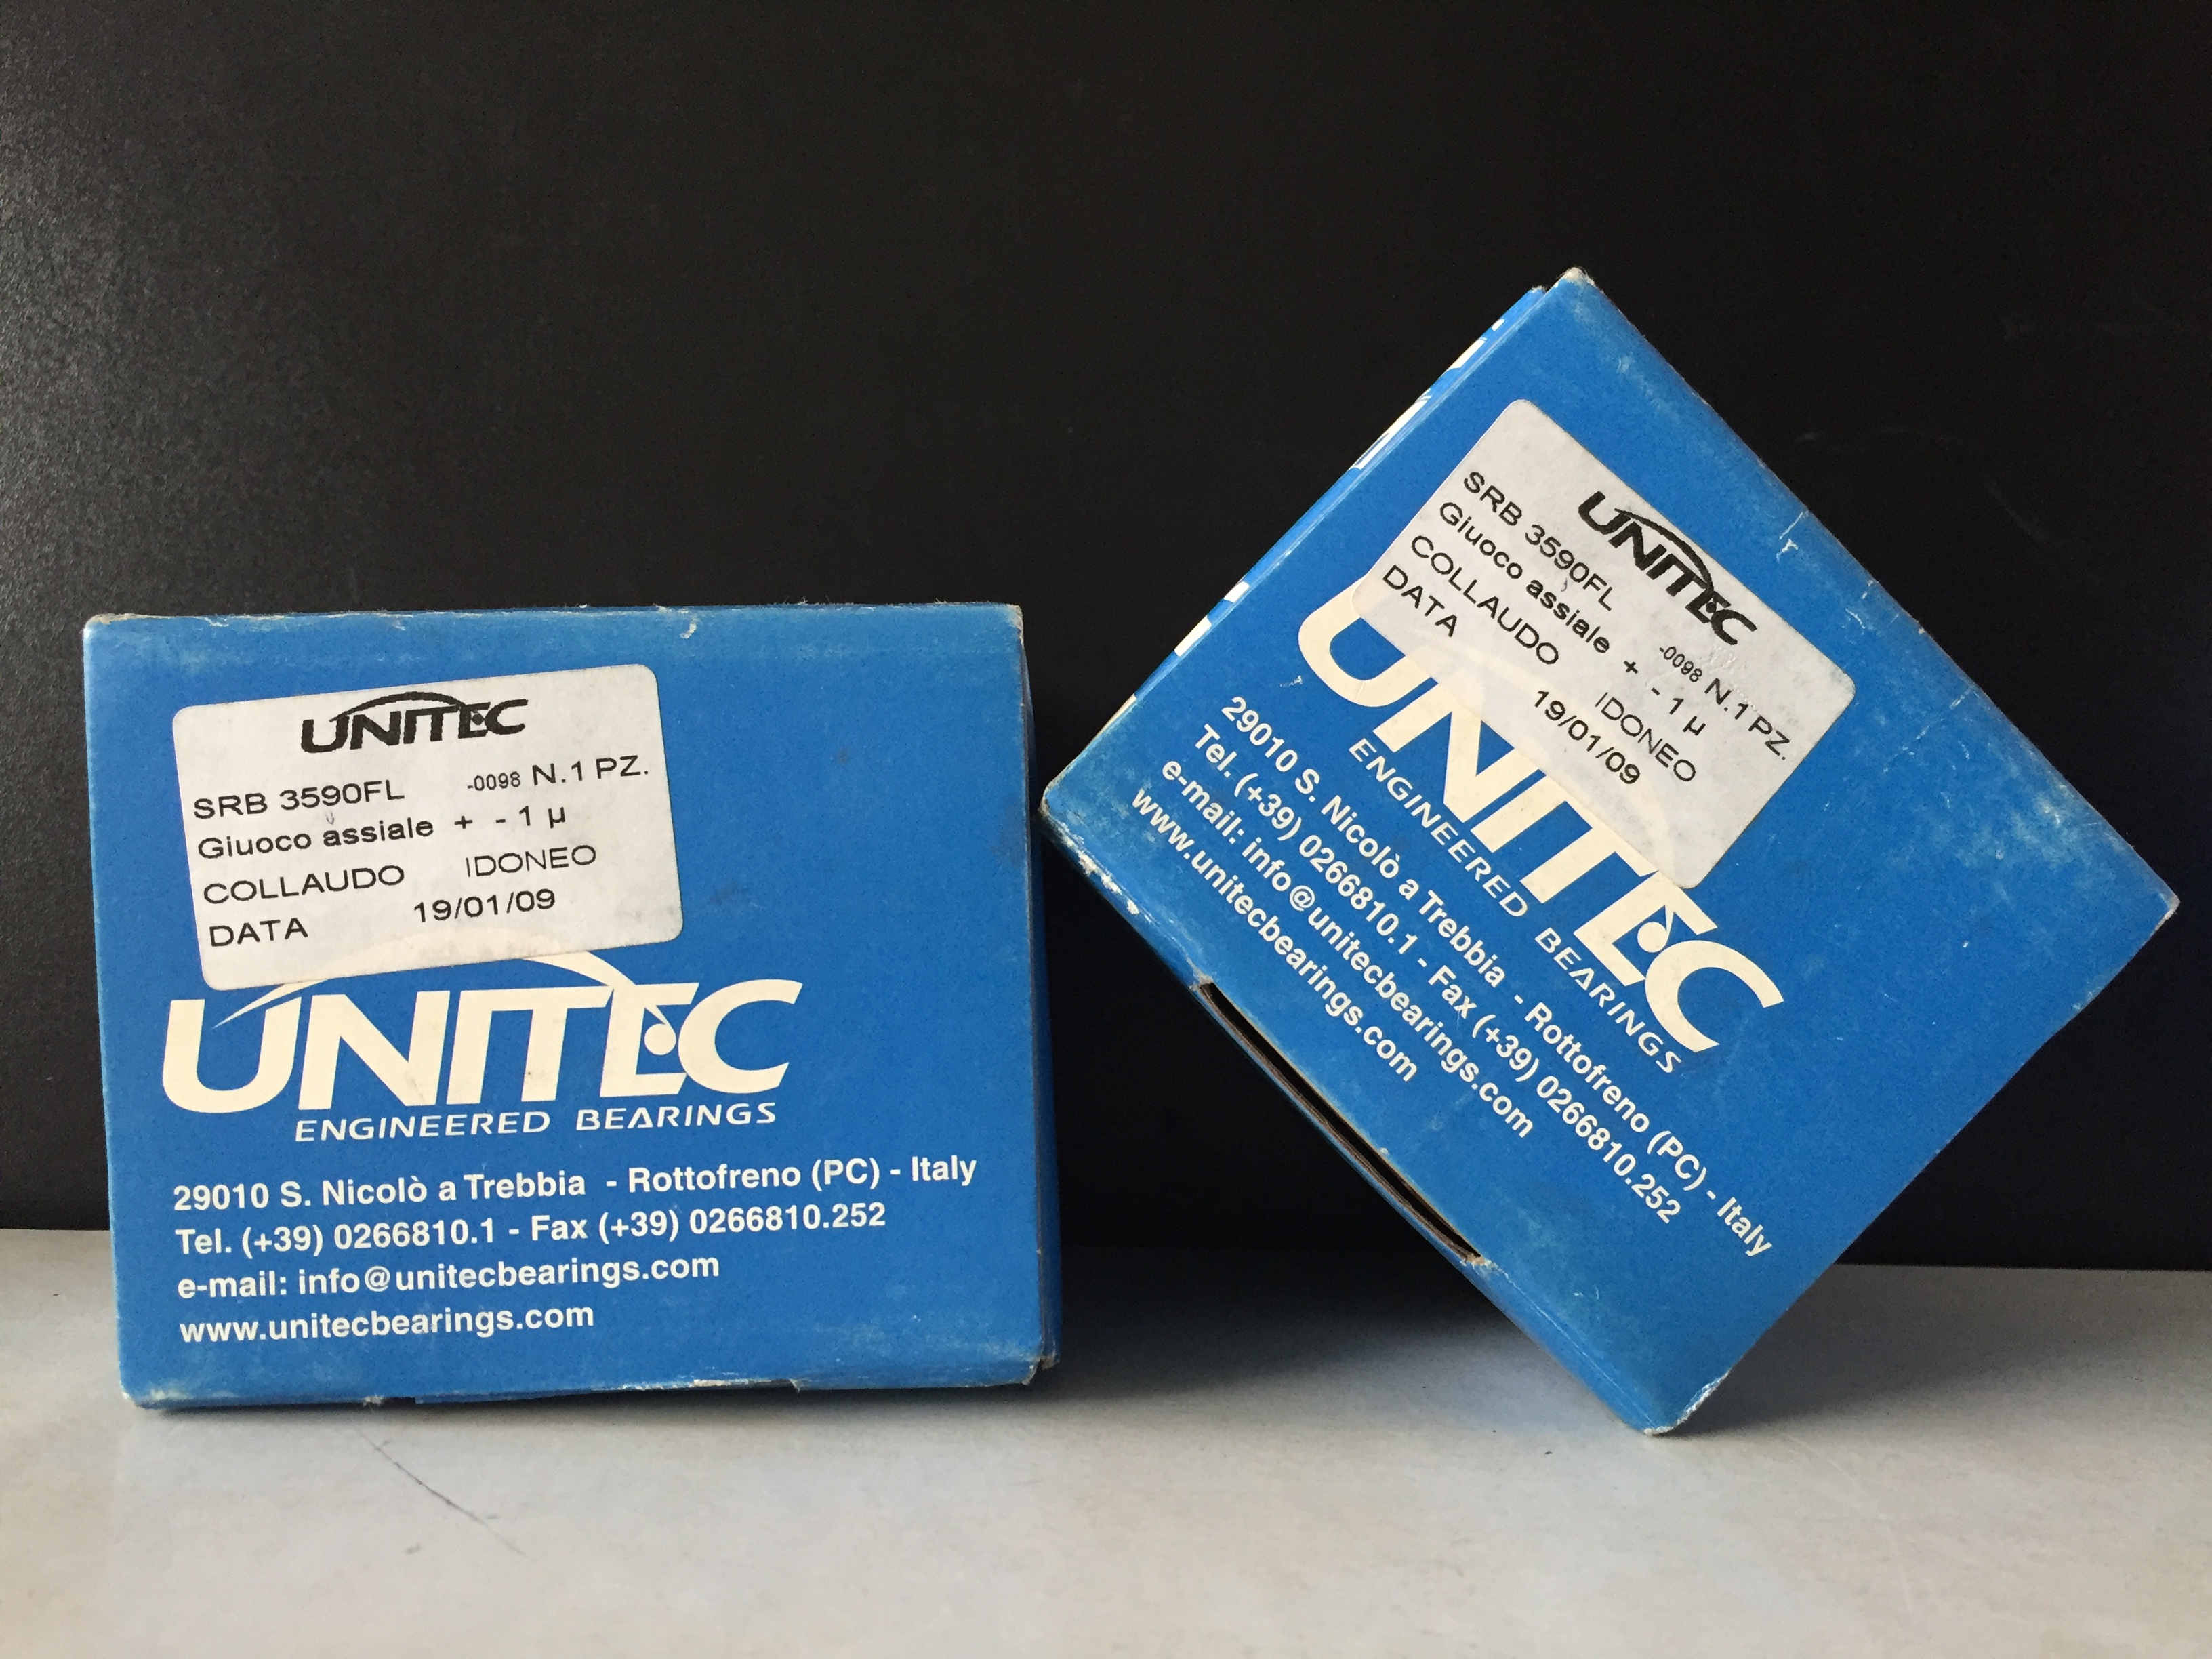 UNITEC
SRB 3590FL -0098 N.1 PZ.
Giuoco assiale + - 1 µ
COLLAUDO IDONEO
DATA 19/01/09
UNITEC
ENGINEERED BEARINGS
29010 S. Nicolò a Trebbia - Rottofreno (PC) - Italy
Tel. (+39) 0266810.1 - Fax (+39) 0266810.252
e-mail: info@unitecbearings.com
www.unitecbearings.com
UNITEC
SRB 3590FL -0098 N.1 PZ.
Giuoco assiale + - 1 µ
COLLAUDO IDONEO
DATA 19/01/09
UNITEC
ENGINEERED BEARINGS
29010 S. Nicolò a Trebbia - Rottofreno (PC) - Italy
Tel. (+39) 0266810.1 - Fax (+39) 0266810.252
e-mail: info@unitecbearings.com
www.unitecbearings.com